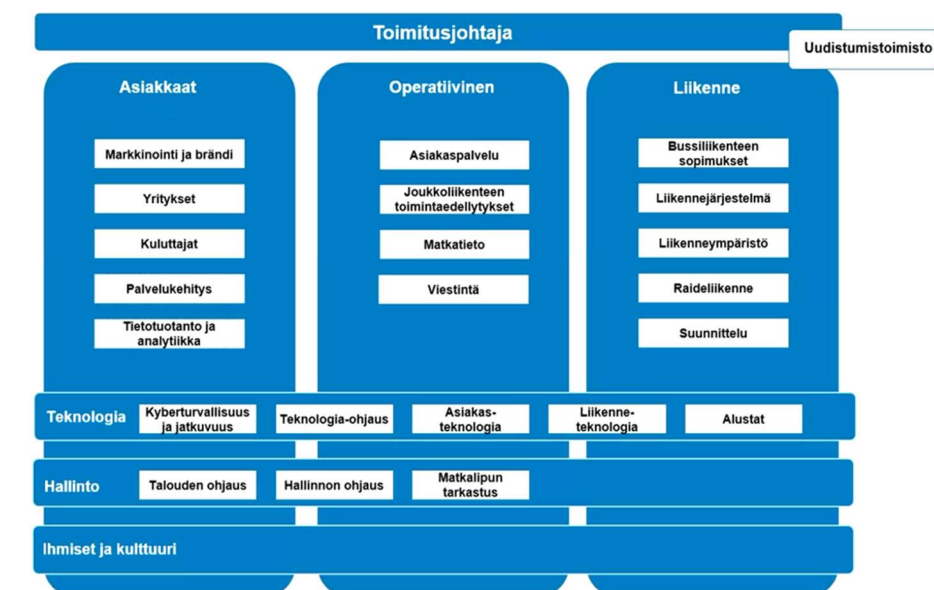 Toimitusjohtaja
Uudistumistoimisto
Asiakkaat
Markkinointi ja brändi
Yritykset
Kuluttajat
Palvelukehitys
Tietotuotanto ja
analytiikka
Operatiivinen
Asiakaspalvelu
Joukkoliikenteen
toimintaedellytykset
Matkatieto
Viestintä
Liikenne
Bussiliikenteen
sopimukset
Liikennejärjestelmä
Liikenneympäristö
Raideliikenne
Suunnittelu
Teknologia
Kyberturvallisuus
ja jatkuvuus
Teknologia-ohjaus
Asiakas-
teknologia
Liikenne-
teknologia
Alustat
Hallinto
Talouden ohjaus
Hallinnon ohjaus
Matkalipun
tarkastus
Ihmiset ja kulttuuri